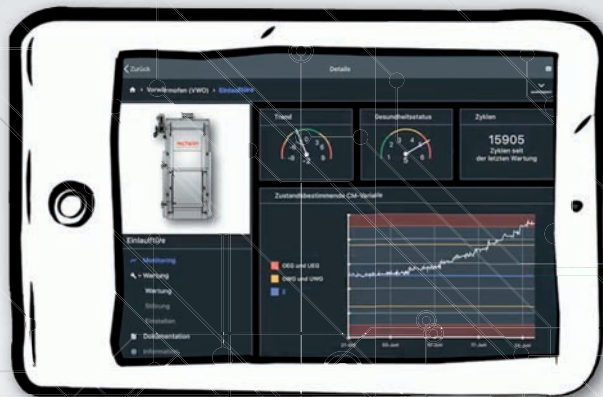 Zurück
Details
Vorwärmofen (VWO) > Einlauftüre
Trend
Gesundheitsstatus
Zyklen
15905
Zyklen seit
der letzten Wartung
Einlauftüre
Monitoring
Wartung
Wartung
Störung
Einstellen
Dokumentation
Zustandsbestimmende CM-Variable
OEG und UEG
OWG und UWG